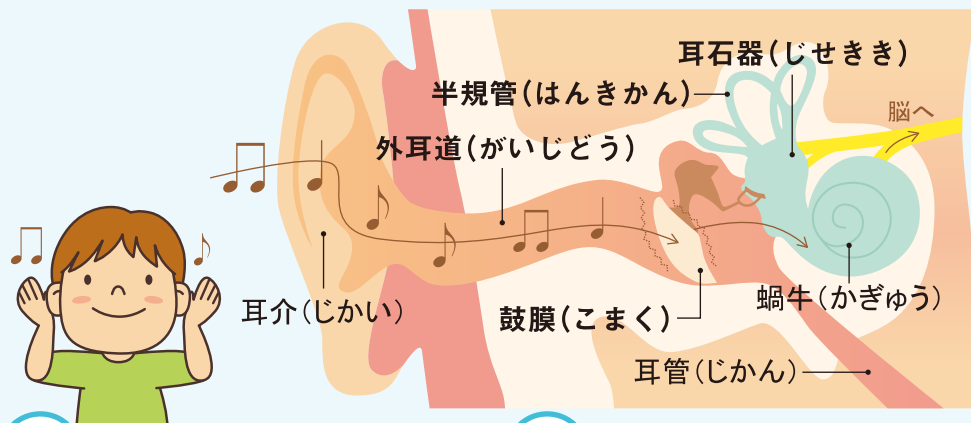 耳石器(じせきき)
半規管(はんきかん)
脳へ
外耳道(がいじどう)
耳介(じかい)
蝸牛(かぎゅう)
鼓膜(こまく)
耳管(じかん)